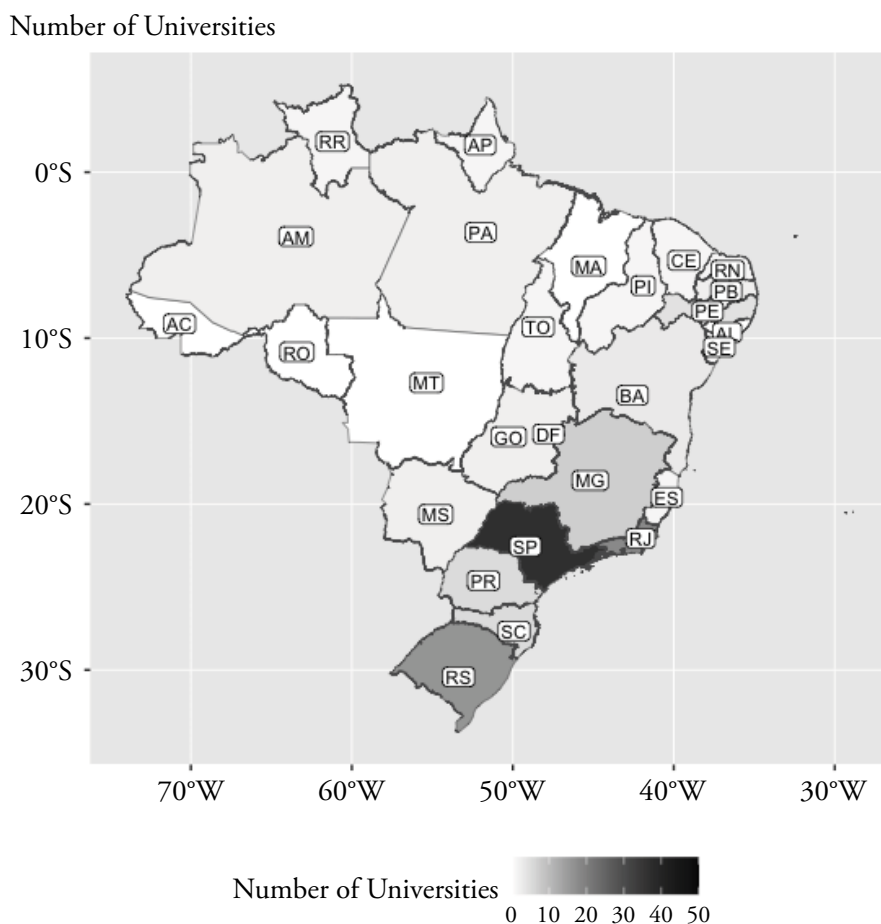 Number of Universities
RR
AP
0°S
AM
PA
MA
CE
RN
PI
PB
PE
AC
TO
AL
10°S
RO
SE
MT
BA
GO
DF
MG
ES
20°S
MS
SP
RJ
PR
SC
30°S
RS
70°W 60°W 50°W 40°W 30°W
Number of Universities
0 10 20 30 40 50